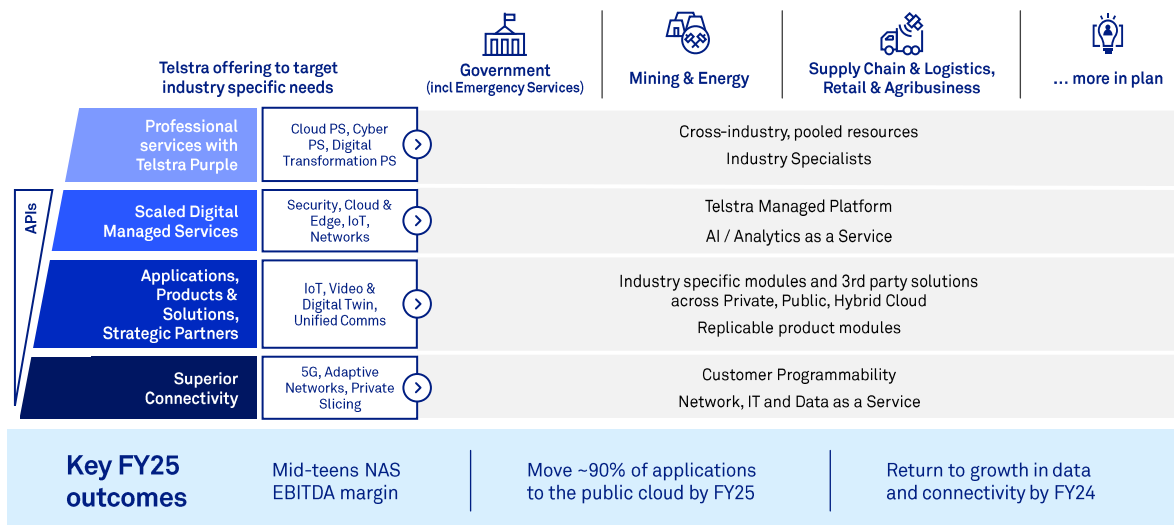 Telstra offering to target
industry specific needs
Government
(incl Emergency Services)
Mining & Energy
Supply Chain & Logistics,
Retail & Agribusiness
... more in plan
Professional
services with
Telstra Purple
Cloud PS, Cyber
PS, Digital
Transformation PS
Cross-industry, pooled resources
Industry Specialists
APIs
Scaled Digital
Managed Services
Security, Cloud &
Edge, IoT,
Networks
Telstra Managed Platform
AI / Analytics as a Service
Applications,
Products &
Solutions,
Strategic Partners
IoT, Video &
Digital Twin,
Unified Comms
Industry specific modules and 3rd party solutions
across Private, Public, Hybrid Cloud
Replicable product modules
Superior
Connectivity
5G, Adaptive
Networks, Private
Slicing
Customer Programmability
Network, IT and Data as a Service
Key FY25
outcomes
Mid-teens NAS
EBITDA margin
Move ~90% of applications
to the public cloud by FY25
Return to growth in data
and connectivity by FY24